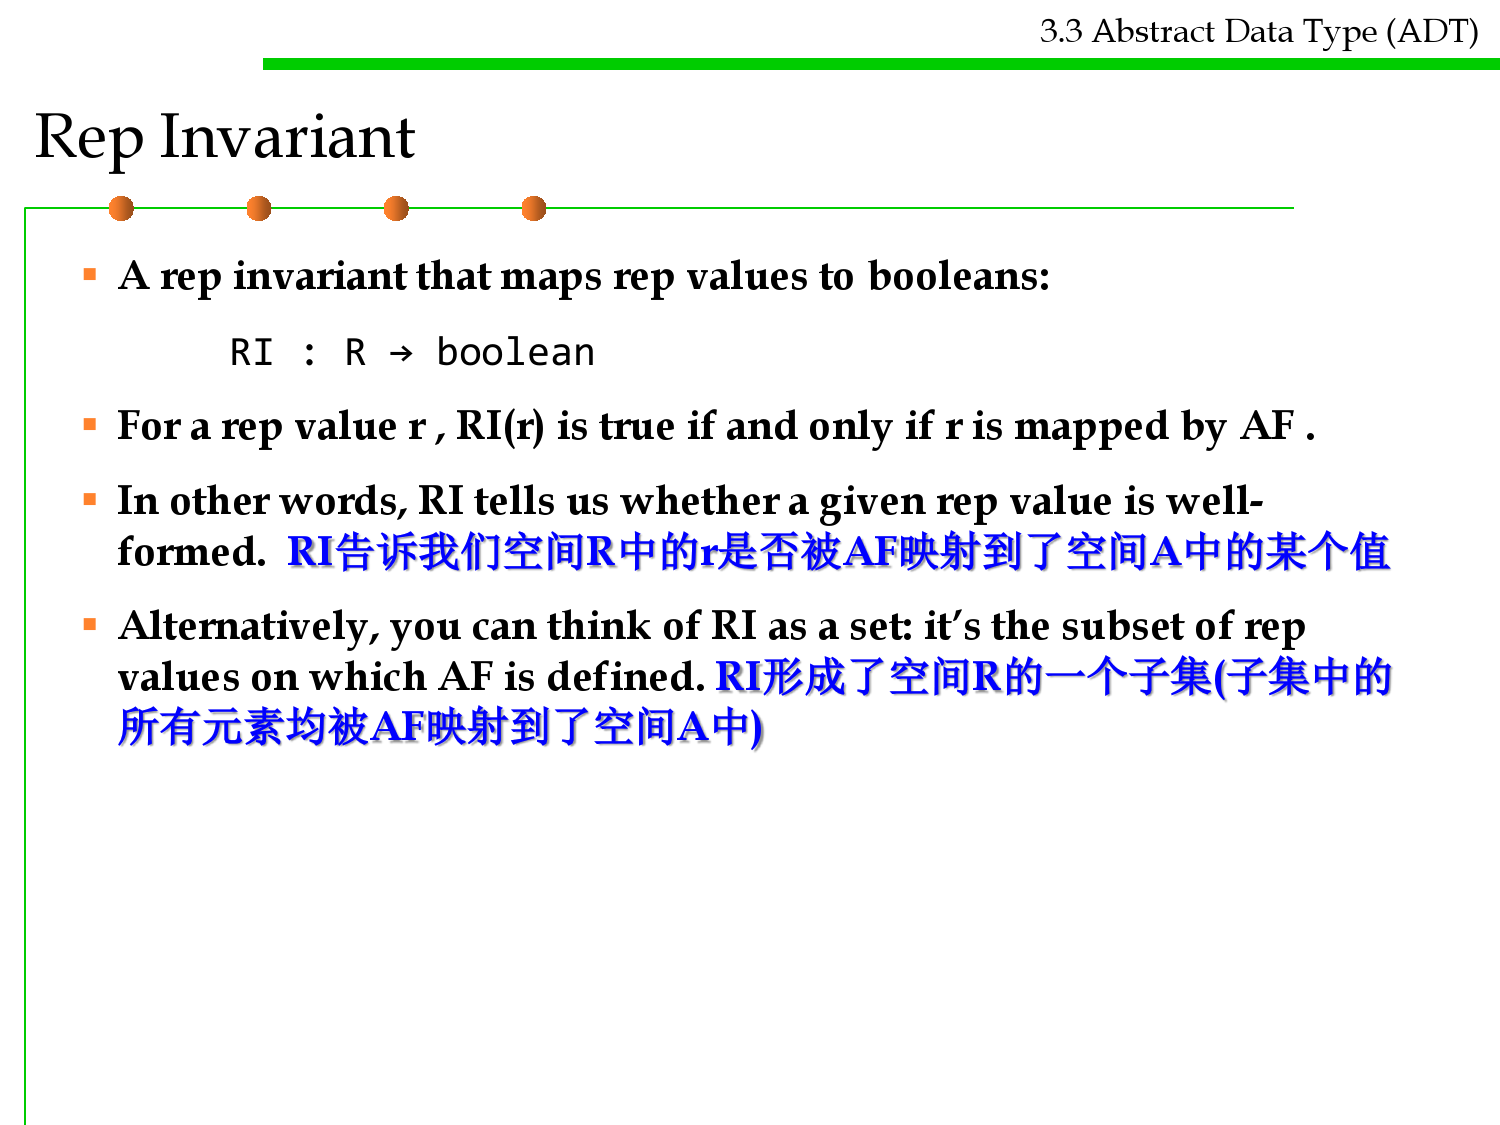 3.3 Abstract Data Type (ADT)
Rep Invariant
▪ A rep invariant that maps rep values to booleans:
RI : R → boolean
▪ For a rep value r , RI(r) is true if and only if r is mapped by AF .
▪ In other words, RI tells us whether a given rep value is well-
formed. RI告诉我们空间R中的r是否被AF映射到了空间A中的某个值
▪ Alternatively, you can think of RI as a set: it’s the subset of rep
values on which AF is defined. RI形成了空间R的一个子集(子集中的
所有元素均被AF映射到了空间A中)